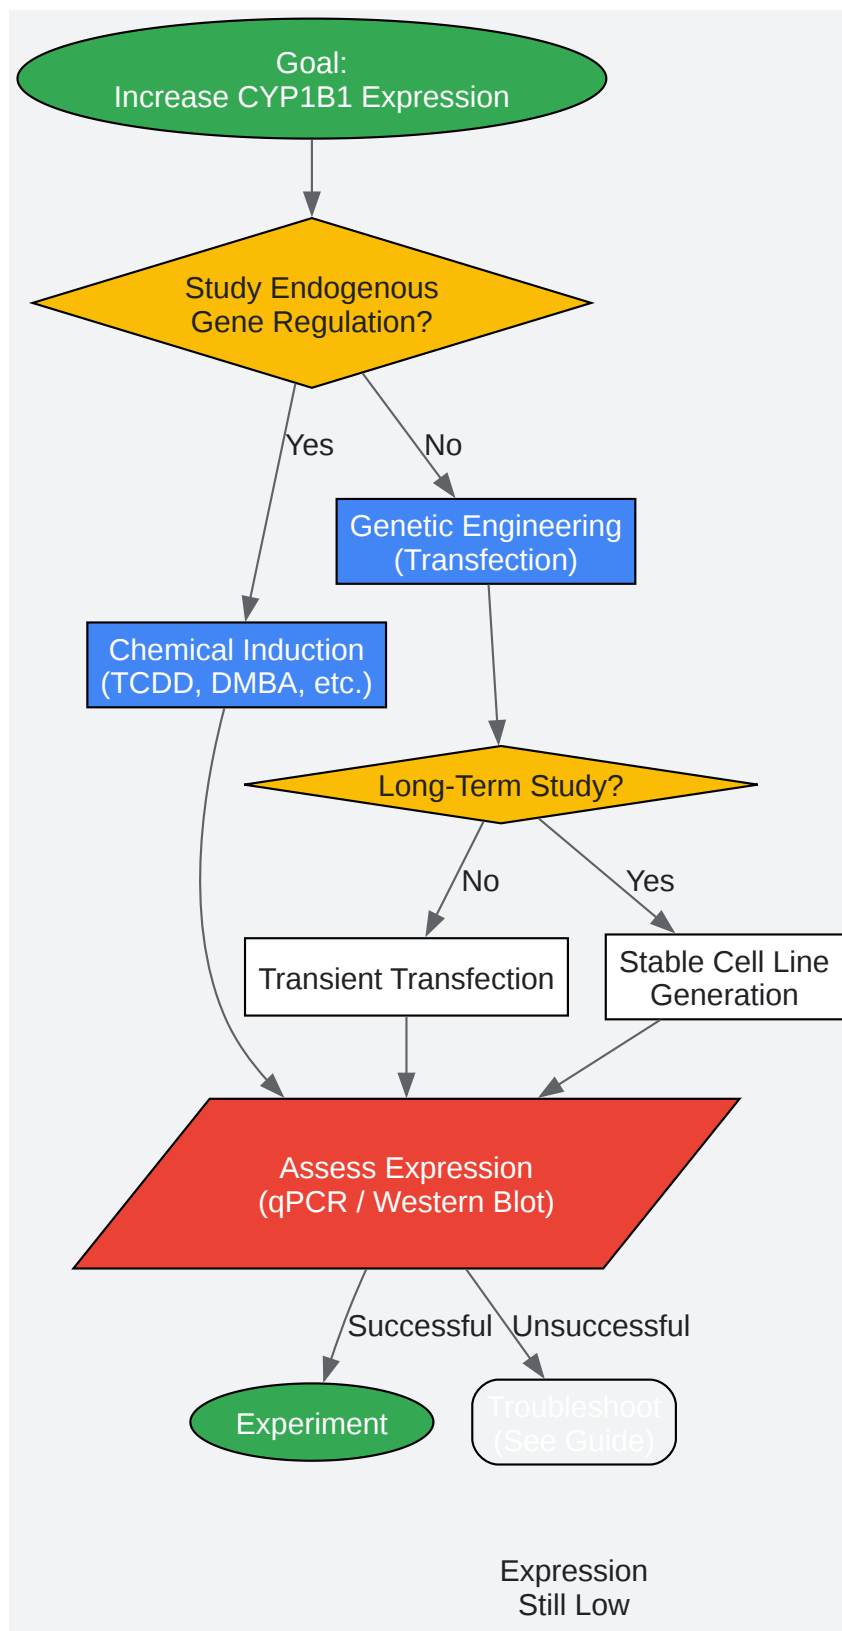 Goal:
Increase CYP1B1 Expression
Study Endogenous
Gene Regulation?
Yes
No
Genetic Engineering
(Transfection)
Chemical Induction
(TCDD, DMBA, etc.)
Long-Term Study?
No
Yes
Transient Transfection
Stable Cell Line
Generation
Assess Expression
(qPCR / Western Blot)
Successful
Unsuccessful
Experiment
Troubleshoot
(See Guide)
Expression
Still Low